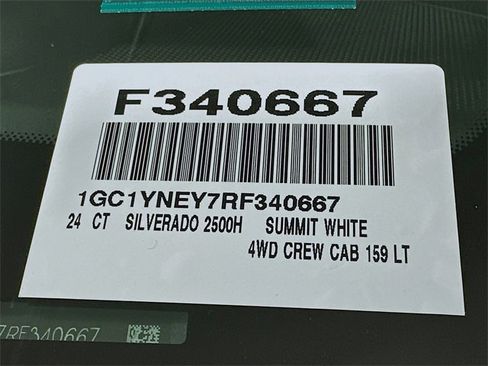 F340667
1GC1YNEY7RF340667
24 CT SILVERADO 2500H SUMMIT WHITE
4WD CREW CAB 159 LT
7RF340667